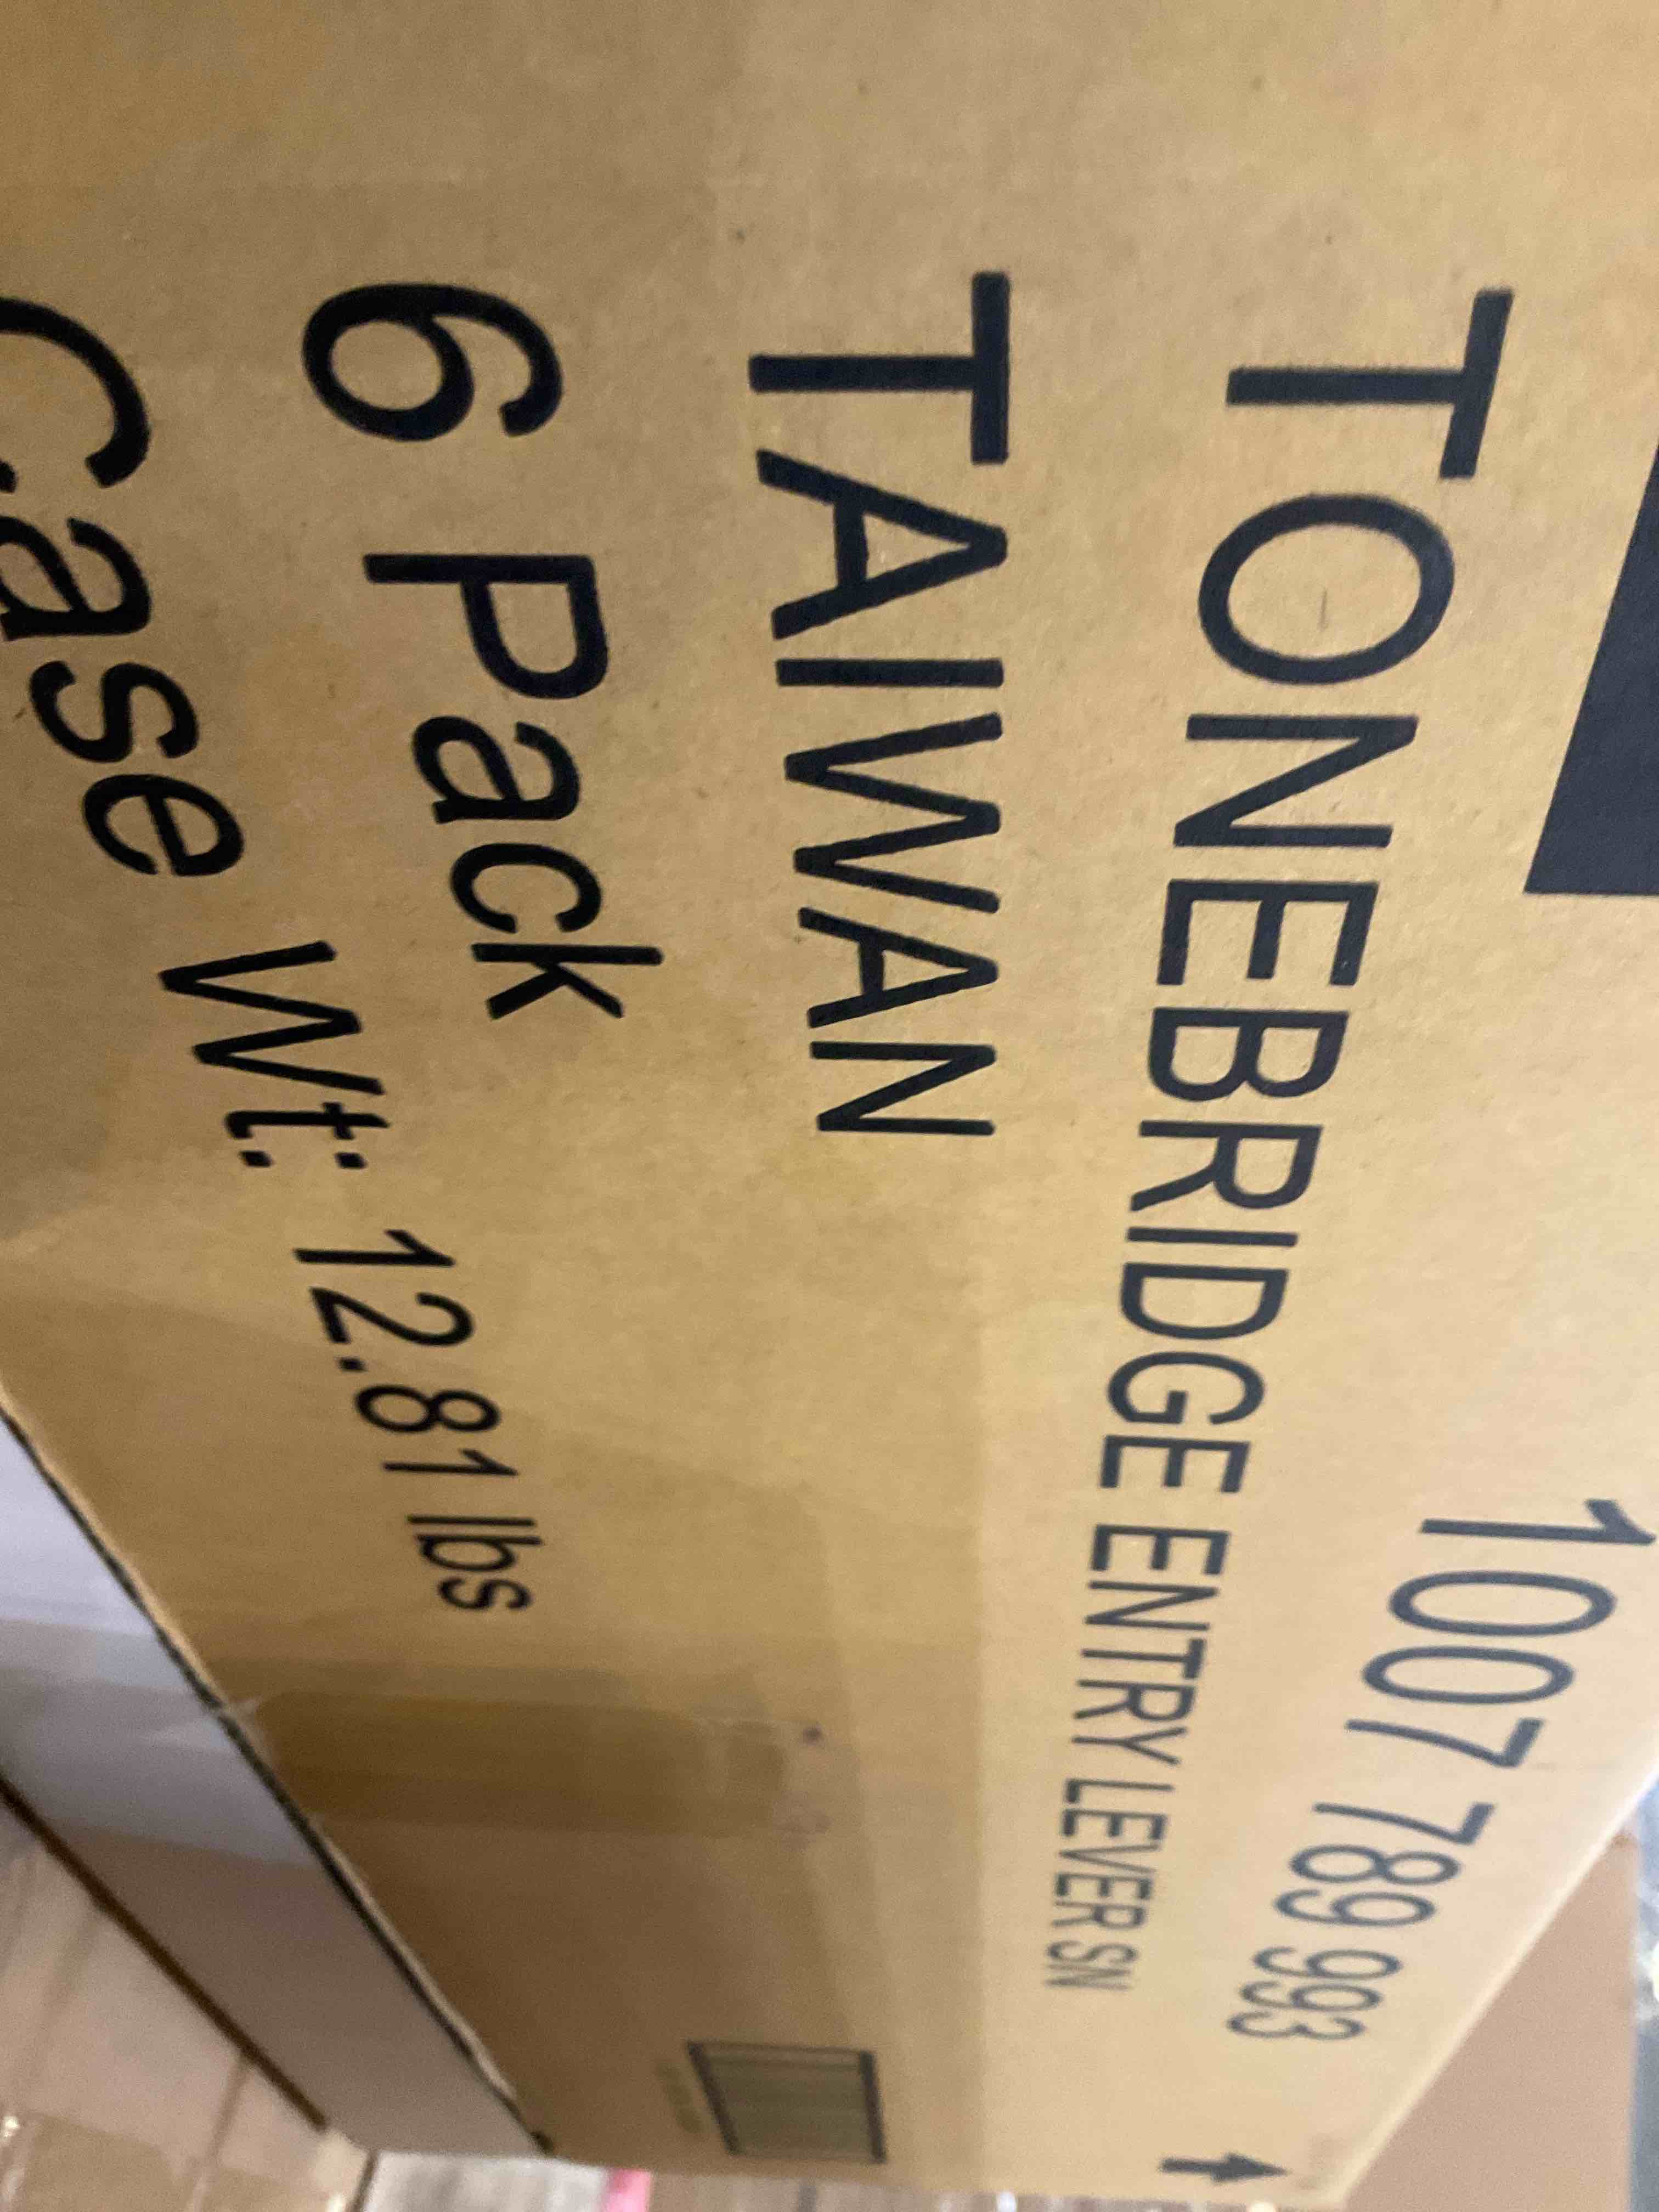 1007 789 993
TONEBRIDGE ENTRY LEVER SN
TAIWAN
6 Pack
Case Wt: 12.81 lbs